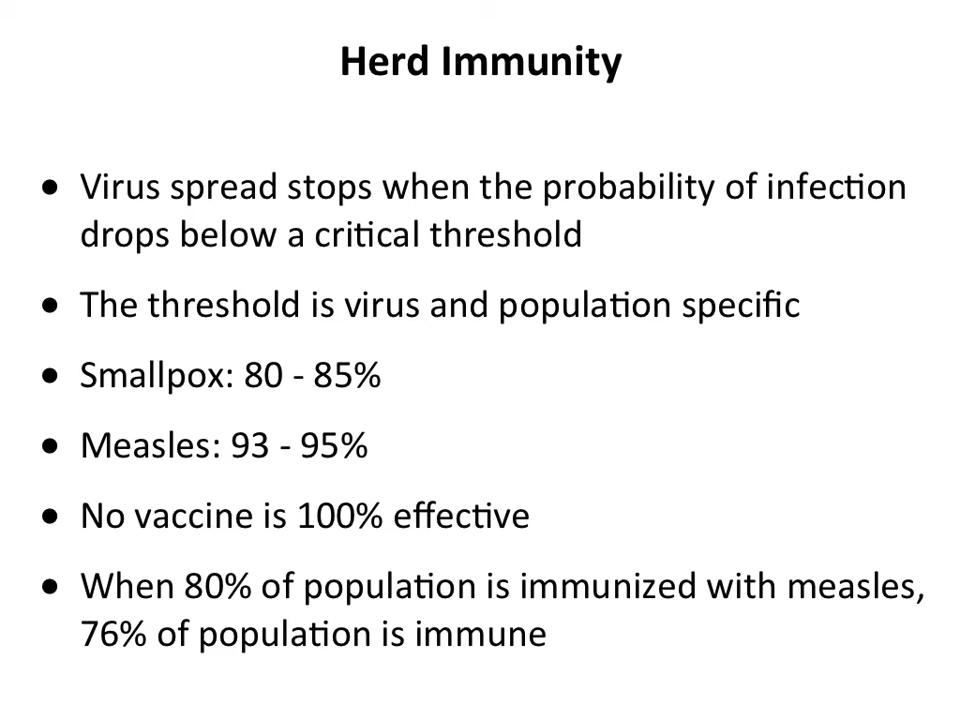 Herd Immunity
• Virus spread stops when the probability of infection
drops below a critical threshold
• The threshold is virus and population specific
• Smallpox: 80 - 85%
• Measles: 93 - 95%
• No vaccine is 100% effective
• When 80% of population is immunized with measles,
76% of population is immune